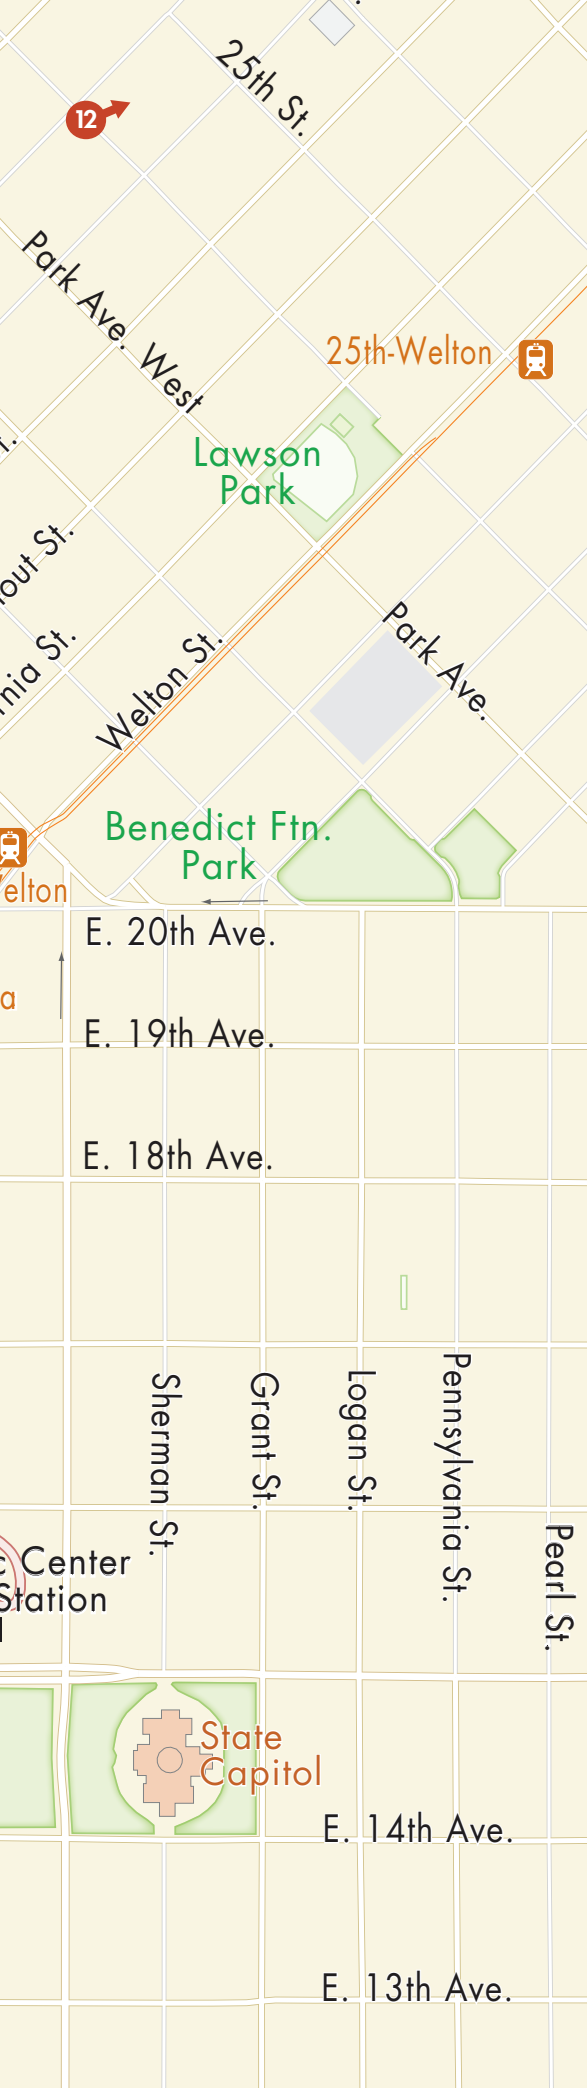 25th St.
12
Park Ave. West
25th-Welton
Lawson
Park
Welton St.
Park Ave.
Benedict Ftn.
Park
E. 20th Ave.
E. 19th Ave.
E. 18th Ave.
Sherman St.
Grant St.
Logan St.
Pennsylvania St.
Pearl St.
Center
Station
State
Capitol
E. 14th Ave.
E. 13th Ave.